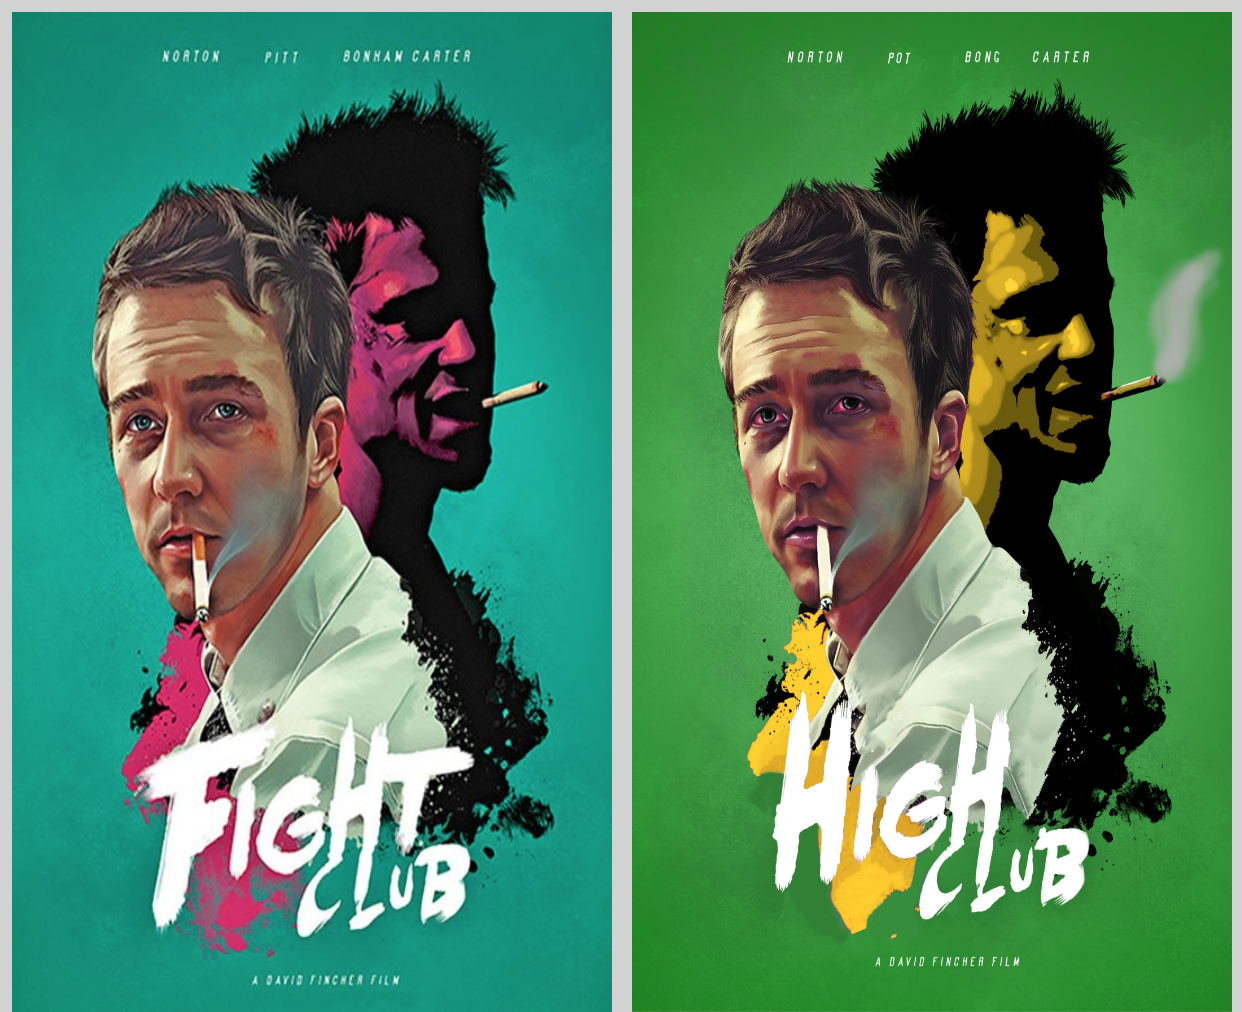 NORTON PITT BONHAM CARTER
FIGHT
CLUB
A DAVID FINCHER FILM
NORTON POT BONG CARTER
HIGH
CLUB
A DAVID FINCHER FILM